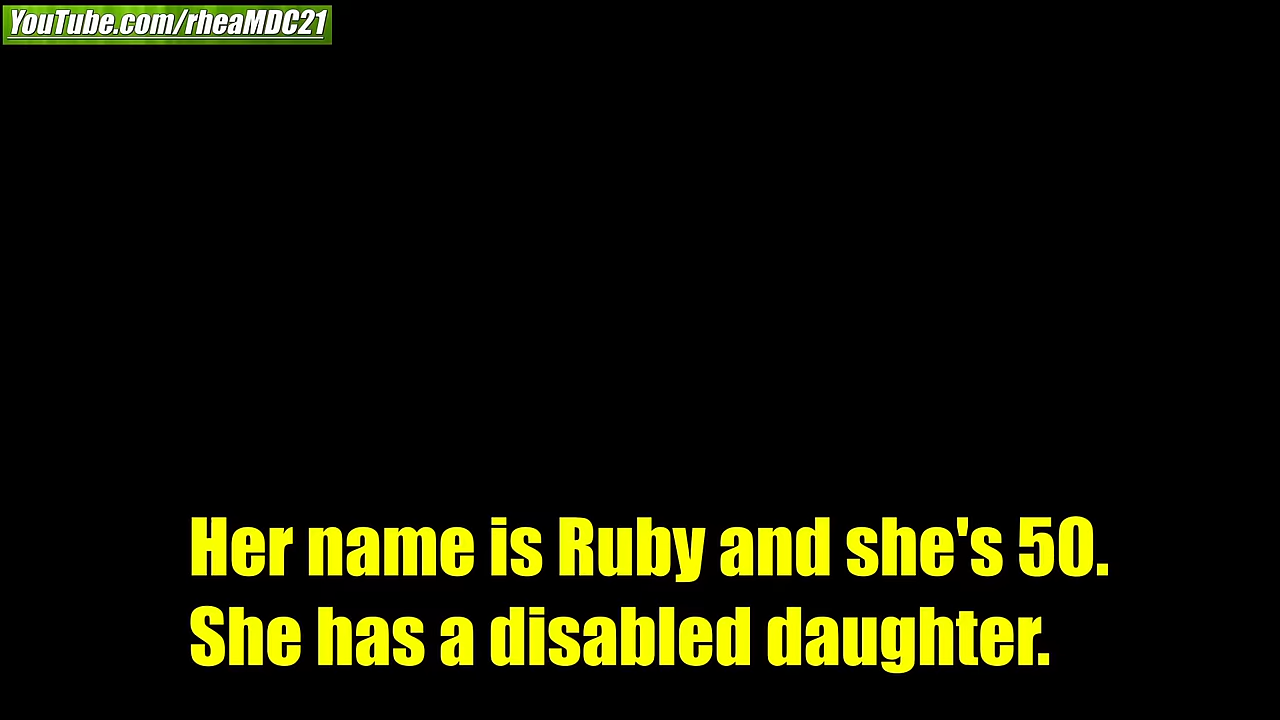 YouTube.com/rheaMDC21
Her name is Ruby and she's 50.
She has a disabled daughter.